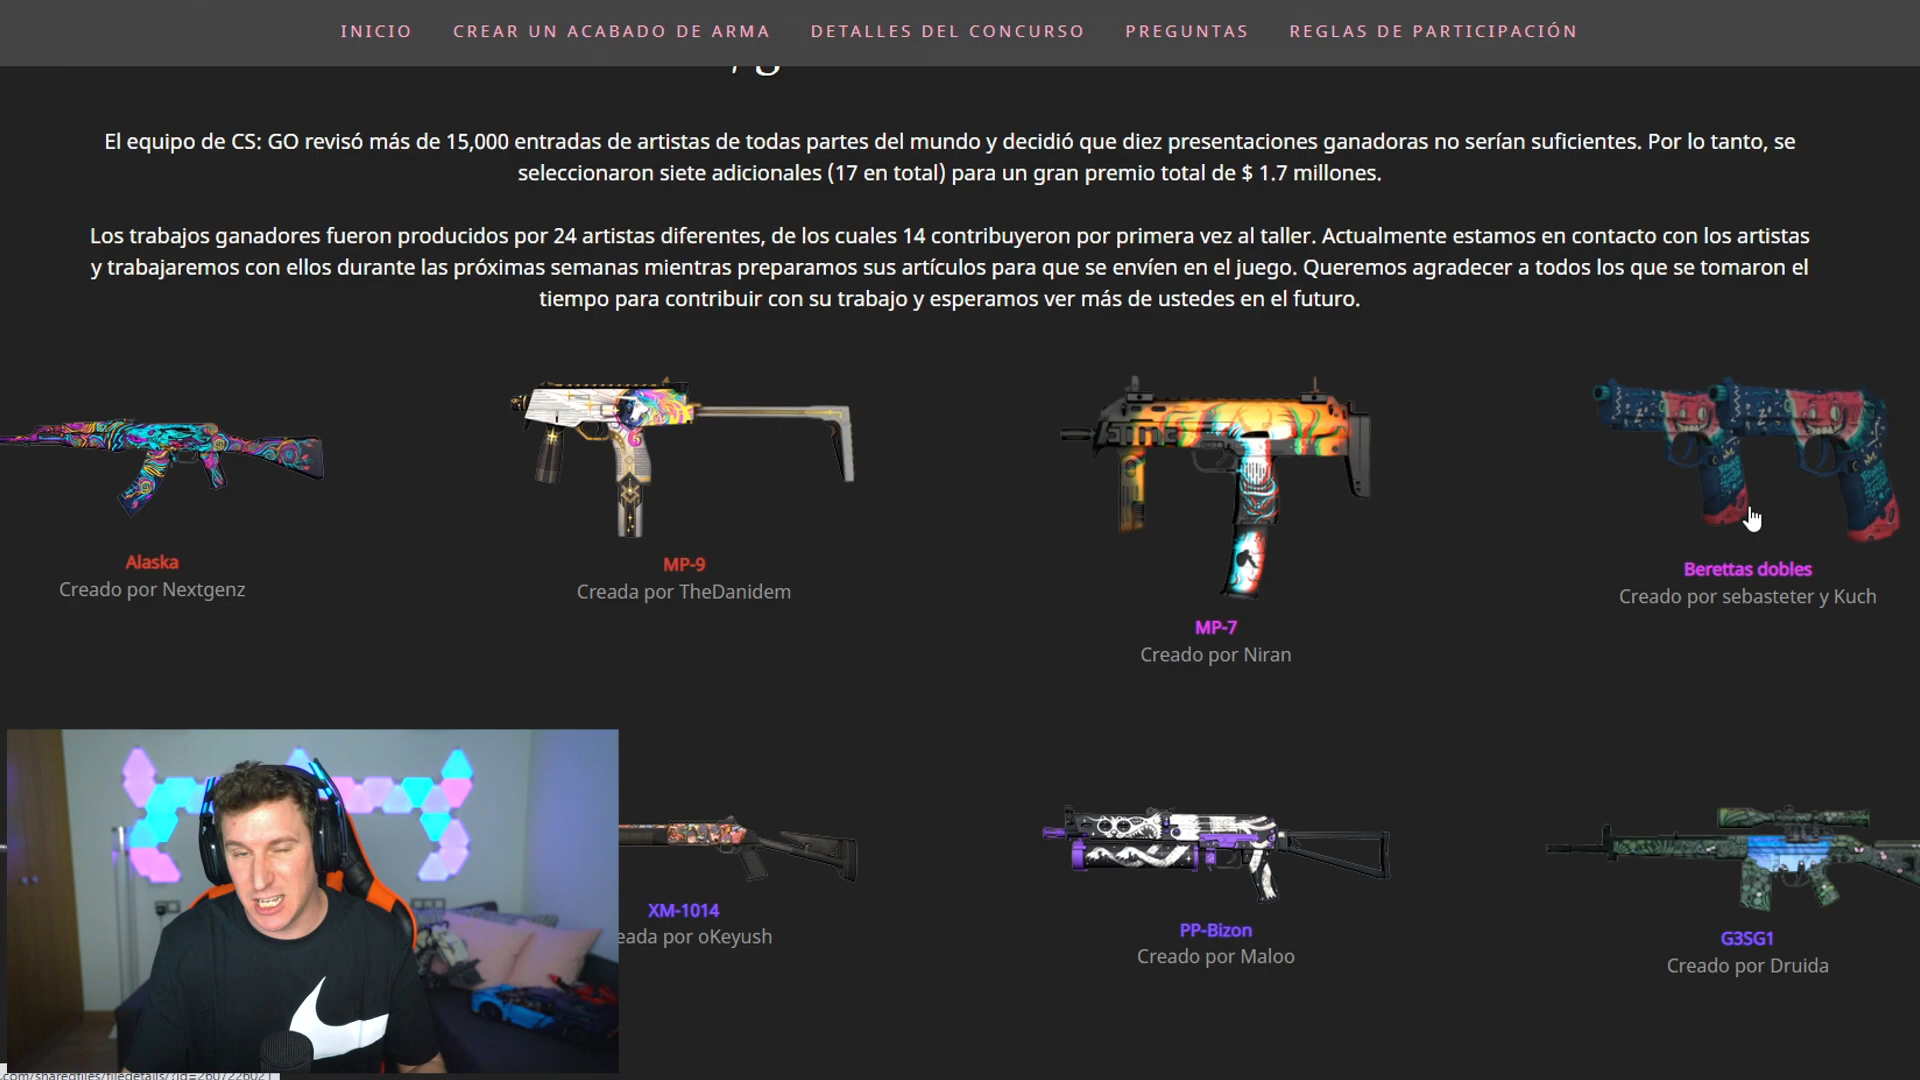 INICIO CREAR UN ACABADO DE ARMA DETALLES DEL CONCURSO PREGUNTAS REGLAS DE PARTICIPACIÓN
El equipo de CS: GO revisó más de 15,000 entradas de artistas de todas partes del mundo y decidió que diez presentaciones ganadoras no serían suficientes. Por lo tanto, se
seleccionaron siete adicionales (17 en total) para un gran premio total de $ 1.7 millones.
Los trabajos ganadores fueron producidos por 24 artistas diferentes, de los cuales 14 contribuyeron por primera vez al taller. Actualmente estamos en contacto con los artistas
y trabajaremos con ellos durante las próximas semanas mientras preparamos sus artículos para que se envíen en el juego. Queremos agradecer a todos los que se tomaron el
tiempo para contribuir con su trabajo y esperamos ver más de ustedes en el futuro.
Alaska
Creado por Nextgenz
MP-9
Creada por TheDanidem
MP-7
Creado por Niran
Berettas dobles
Creado por sebasteter y Kuch
XM-1014
eada por oKeyush
PP-Bizon
Creado por Maloo
G3SG1
Creado por Druida